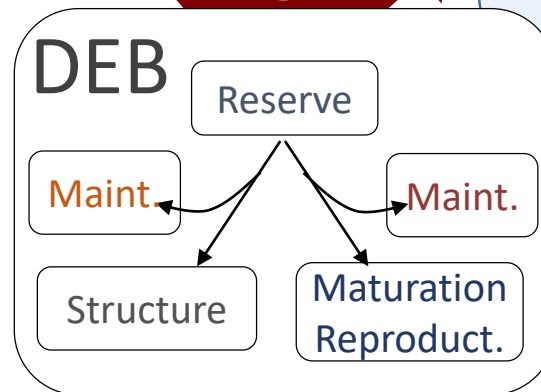 DEB
Reserve
Maint.
Maint.
Structure
Maturation
Reproduct.